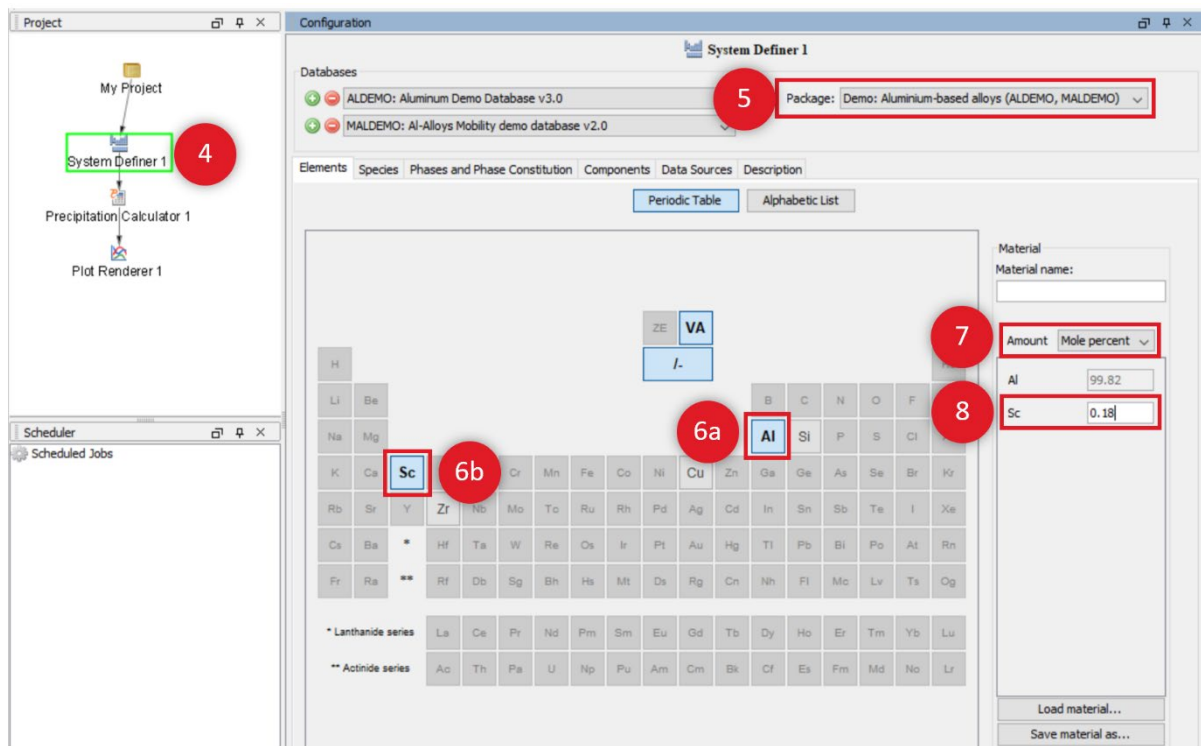 Project
My Project
System Definer 1
4
Precipitation Calculator 1
Plot Renderer 1
Scheduler
Scheduled Jobs
Configuration
System Definer 1
Databases
ALDEMO: Aluminum Demo Database v3.0
MALDEMO: Al-Alloys Mobility demo database v2.0
5
Package: Demo: Aluminium-based alloys (ALDEMO, MALDEMO)
Elements Species Phases and Phase Constitution Components Data Sources Description
Periodic Table Alphabetic List
ZE VA
H /-
Li Be B C N O F
Na Mg 6a Al Si P S Cl
K Ca Sc 6b Cr Mn Fe Co Ni Cu Zn Ga Ge As Se Br Kr
Rb Sr Y Zr Nb Mo Tc Ru Rh Pd Ag Cd In Sn Sb Te I Xe
Cs Ba * Hf Ta W Re Os Ir Pt Au Hg Tl Pb Bi Po At Rn
Fr Ra ** Rf Db Sg Bh Hs Mt Ds Rg Cn Nh Fl Mc Lv Ts Og
* Lanthanide series La Ce Pr Nd Pm Sm Eu Gd Tb Dy Ho Er Tm Yb Lu
** Actinide series Ac Th Pa U Np Pu Am Cm Bk Cf Es Fm Md No Lr
Material
Material name:
7
Amount Mole percent
Al 99.82
8
Sc 0.18
Load material...
Save material as...